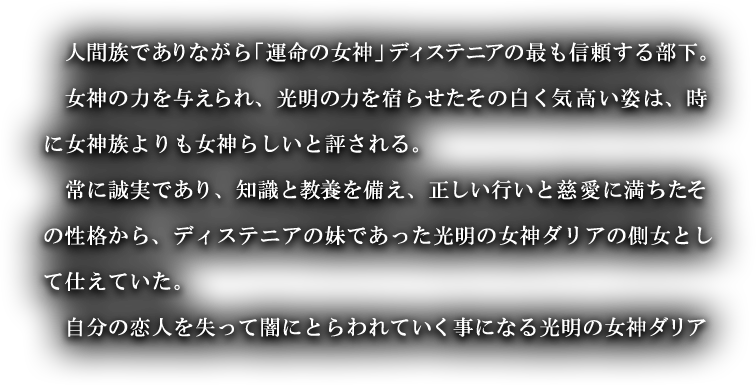 人間族でありながら「運命の女神」ディステニアの最も信頼する部下。
女神の力を与えられ、光明の力を宿らせたその白く気高い姿は、時
に女神族よりも女神らしいと評される。
常に誠実であり、知識と教養を備え、正しい行いと慈愛に満ちたそ
の性格から、ディステニアの妹であった光明の女神ダリアの側女とし
て仕えていた。
自分の恋人を失って闇にとらわれていく事になる光明の女神ダリア